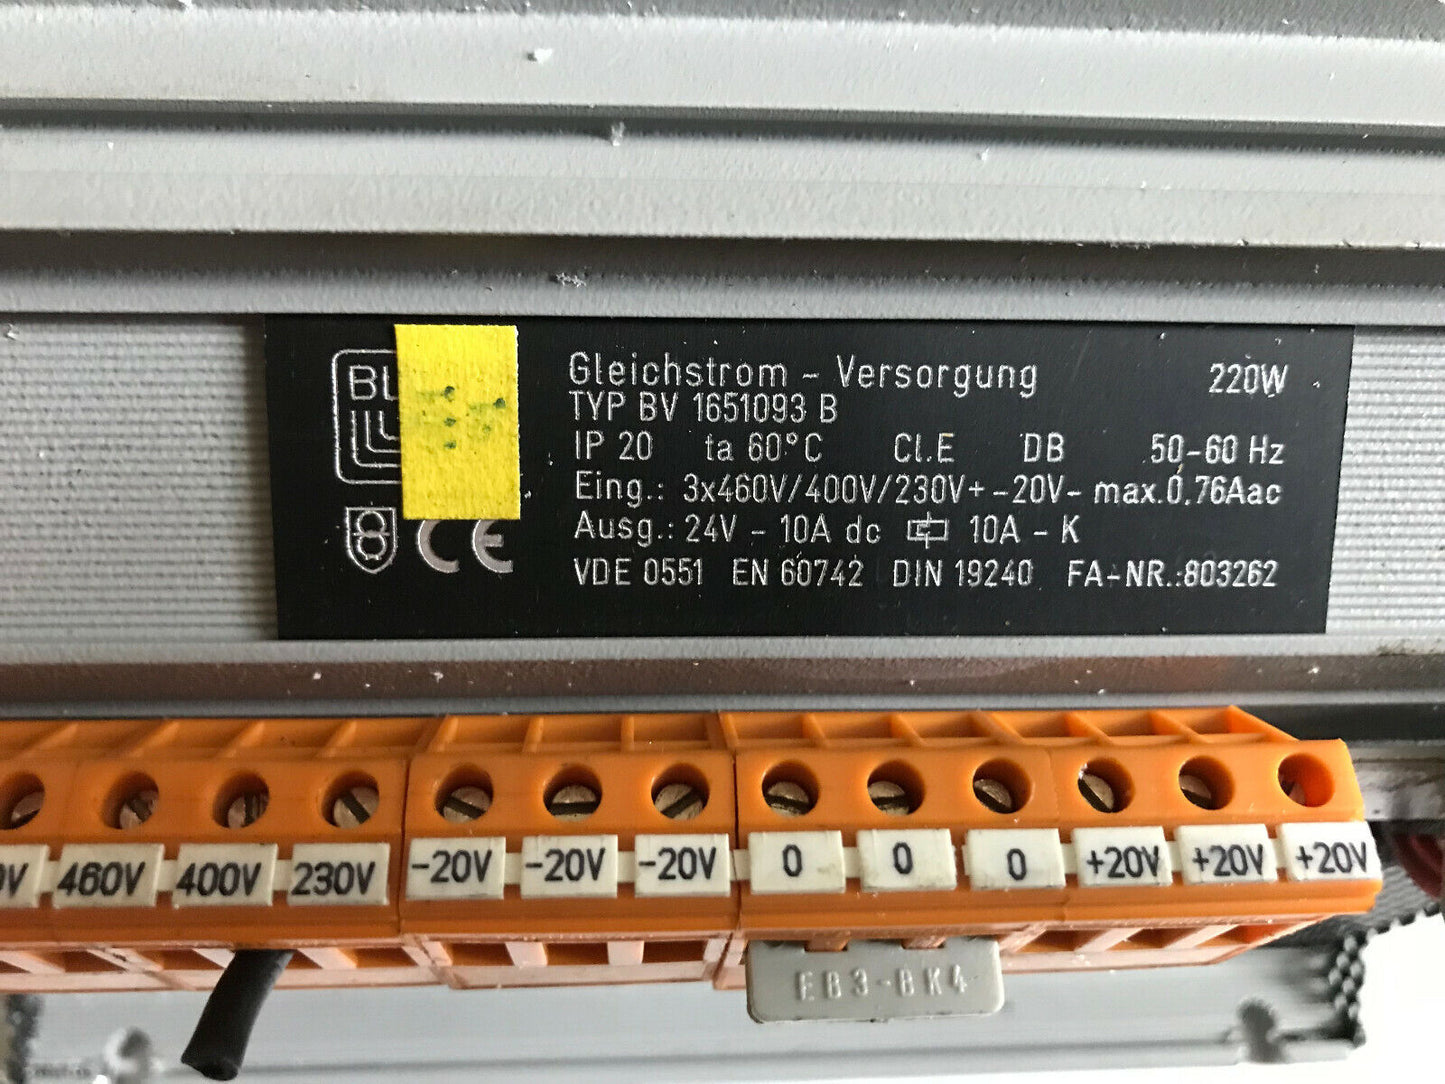 Gleichstrom - Versorgung 220W
TYP BV 1651093 B
IP 20 ta 60°C Cl.E DB 50-60 Hz
Eing.: 3x460V/400V/230V+-20V- max.0,76Aac
Ausg.: 24V - 10A dc 10A - K
VDE 0551 EN 60742 DIN 19240 FA-NR.:803262
BL
CE
460V 400V 230V -20V -20V -20V 0 0 0 +20V +20V +20V
EB3-BK4